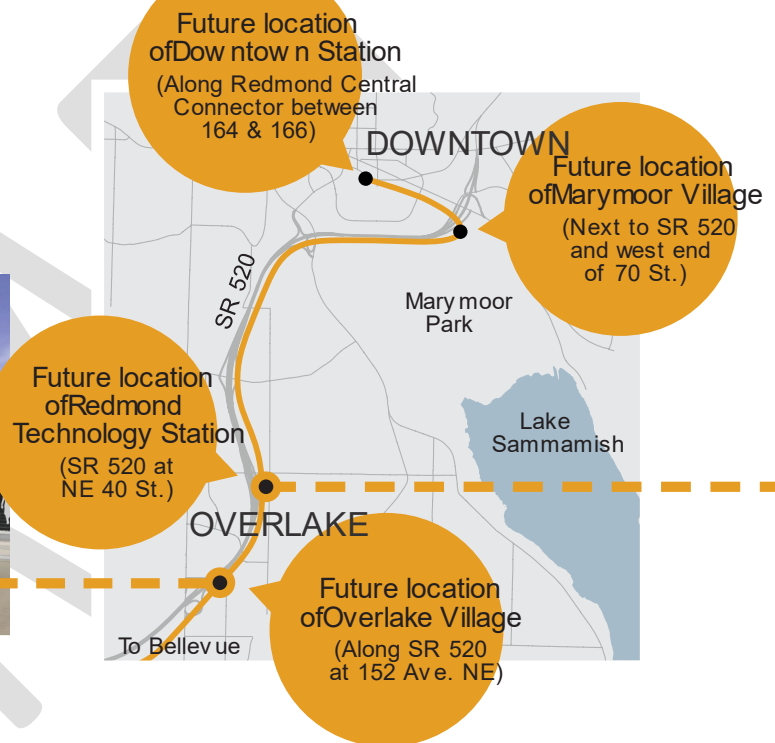 Future location
ofDow ntow n Station
(Along Redmond Central
Connector between
164 & 166)
DOWNTOWN
Future location
ofMarymoor Village
(Next to SR 520
and west end
of 70 St.)
SR 520
Mary moor
Park
Future location
ofRedmond
Technology Station
(SR 520 at
NE 40 St.)
Lake
Sammamish
OVERLAKE
Future location
ofOverlake Village
(Along SR 520
at 152 Av e. NE)
To Bellev ue